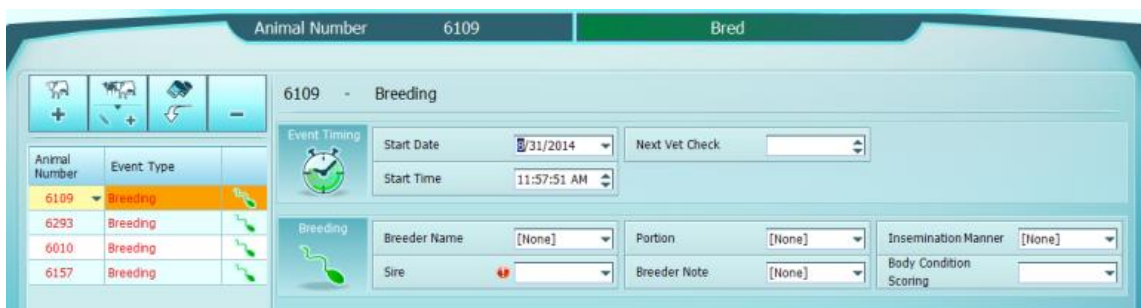 Animal Number 6109 Bred
6109 - Breeding
Event Timing
Start Date 8/31/2014 Next Vet Check
Start Time 11:57:51 AM
Animal Number Event Type
6109 Breeding
6293 Breeding
6010 Breeding
6157 Breeding
Breeding
Breeder Name [None] Portion [None] Insemination Manner [None]
Sire Breeder Note [None] Body Condition Scoring